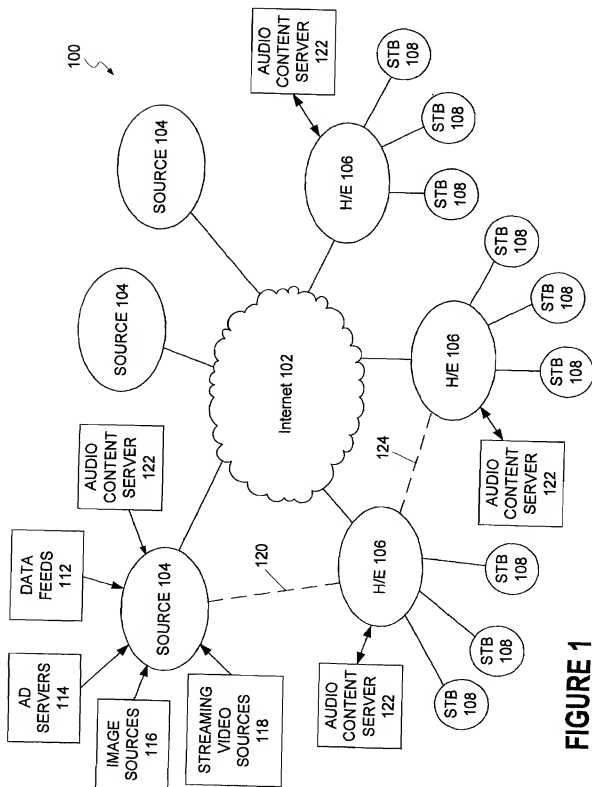 100
SOURCE 104
SOURCE 104
AUDIO
CONTENT
SERVER
122
DATA
FEEDS
112
AD
SERVERS
114
IMAGE
SOURCES
116
STREAMING
VIDEO
SOURCES
118
SOURCE 104
Internet 102
120
124
H/E 106
AUDIO
CONTENT
SERVER
122
STB
108
STB
108
STB
108
H/E 106
AUDIO
CONTENT
SERVER
122
STB
108
STB
108
STB
108
H/E 106
AUDIO
CONTENT
SERVER
122
STB
108
STB
108
STB
108
FIGURE 1